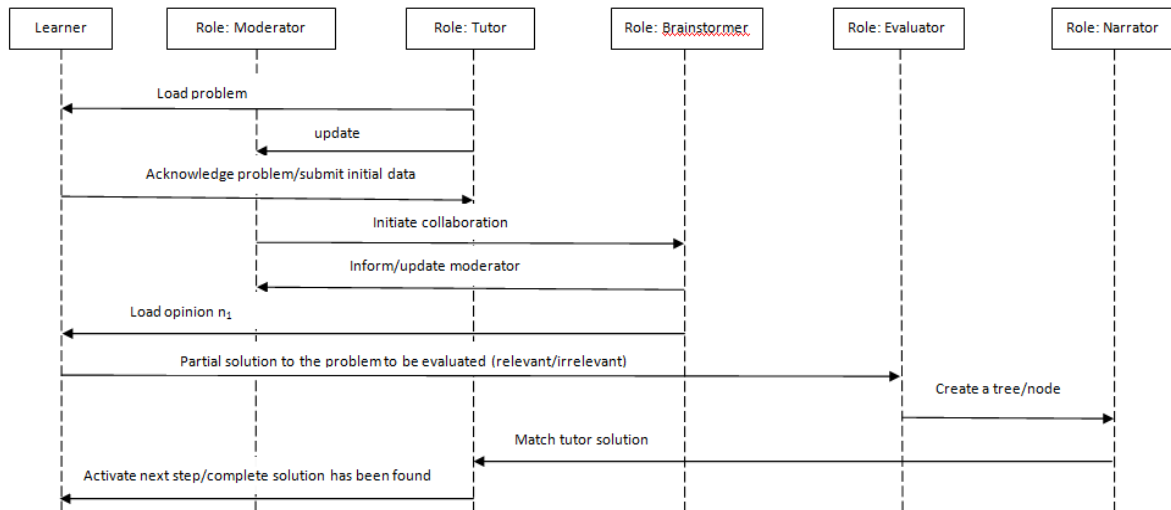 Learner
Role: Moderator
Role: Tutor
Role: Brainstormer
Role: Evaluator
Role: Narrator
Load problem
update
Acknowledge problem/submit initial data
Initiate collaboration
Inform/update moderator
Load opinion n₁
Partial solution to the problem to be evaluated (relevant/irrelevant)
Create a tree/node
Match tutor solution
Activate next step/complete solution has been found